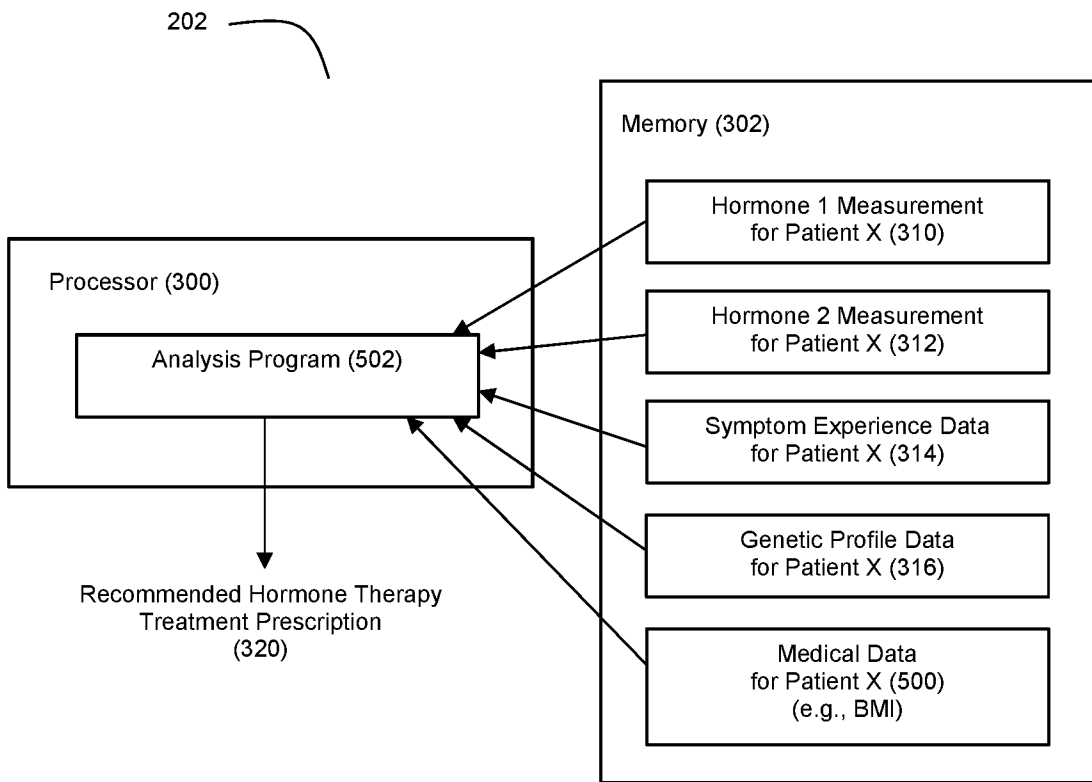 202
Memory (302)
Hormone 1 Measurement
for Patient X (310)
Processor (300)
Hormone 2 Measurement
for Patient X (312)
Analysis Program (502)
Symptom Experience Data
for Patient X (314)
Genetic Profile Data
for Patient X (316)
Recommended Hormone Therapy
Treatment Prescription
(320)
Medical Data
for Patient X (500)
(e.g., BMI)